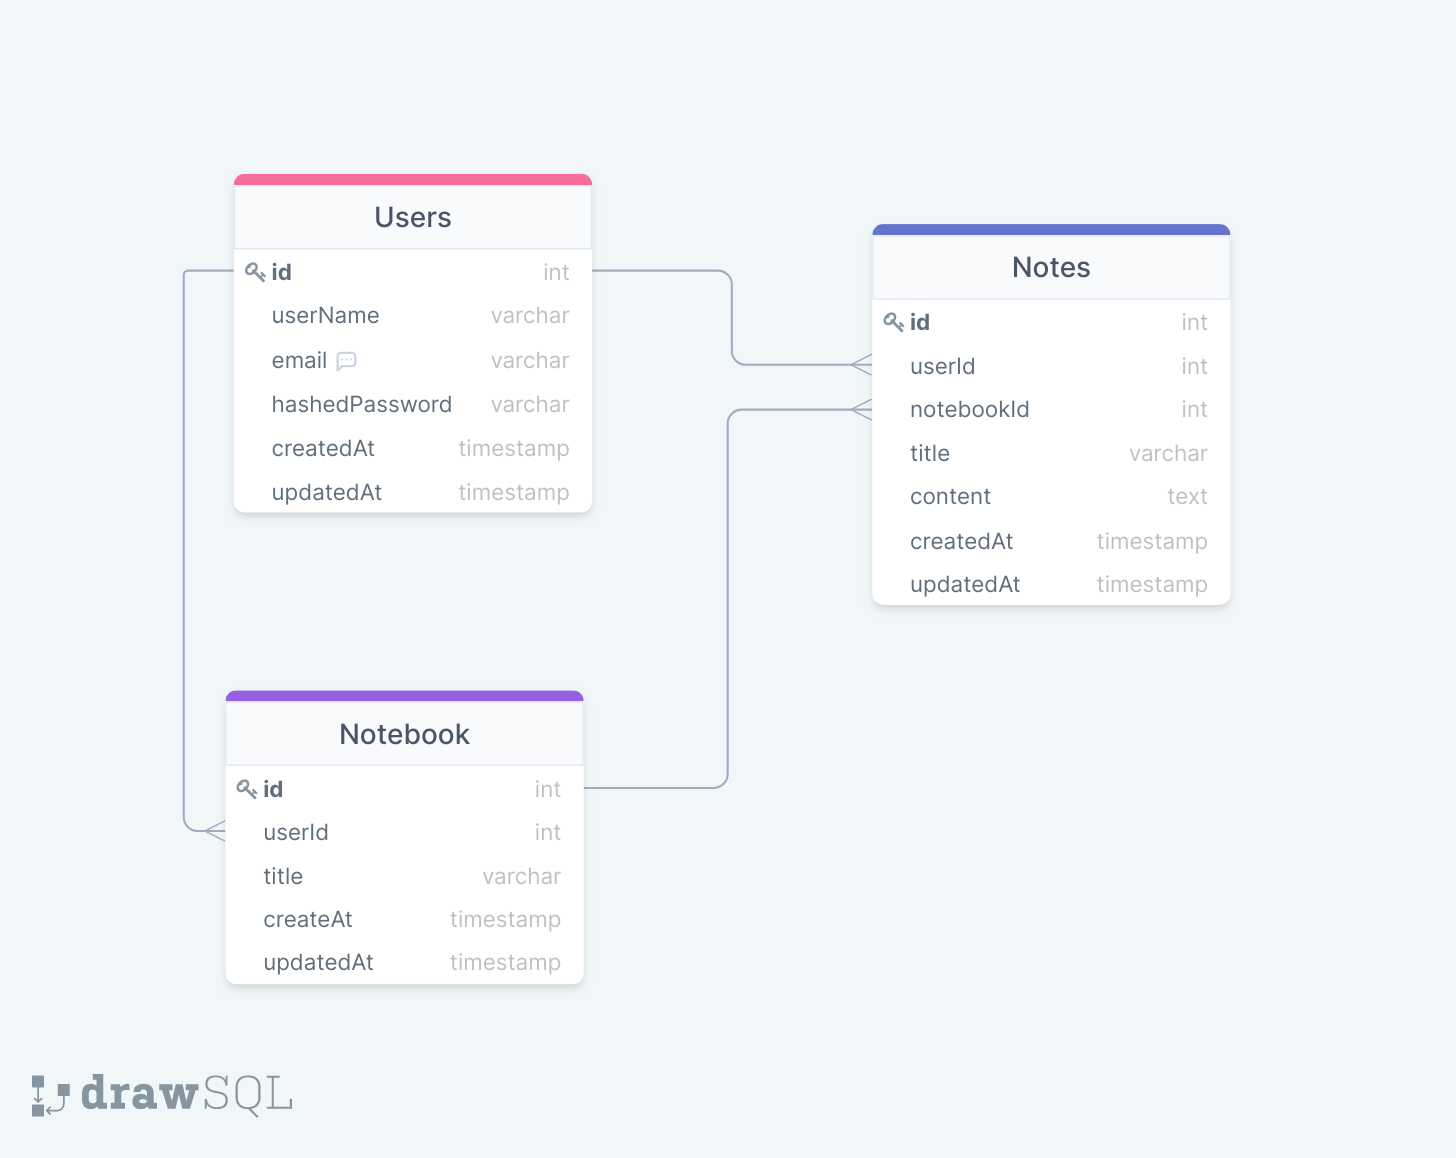 Users
id int
userName varchar
email varchar
hashedPassword varchar
createdAt timestamp
updatedAt timestamp
Notes
id int
userId int
notebookId int
title varchar
content text
createdAt timestamp
updatedAt timestamp
Notebook
id int
userId int
title varchar
createAt timestamp
updatedAt timestamp
drawSQL